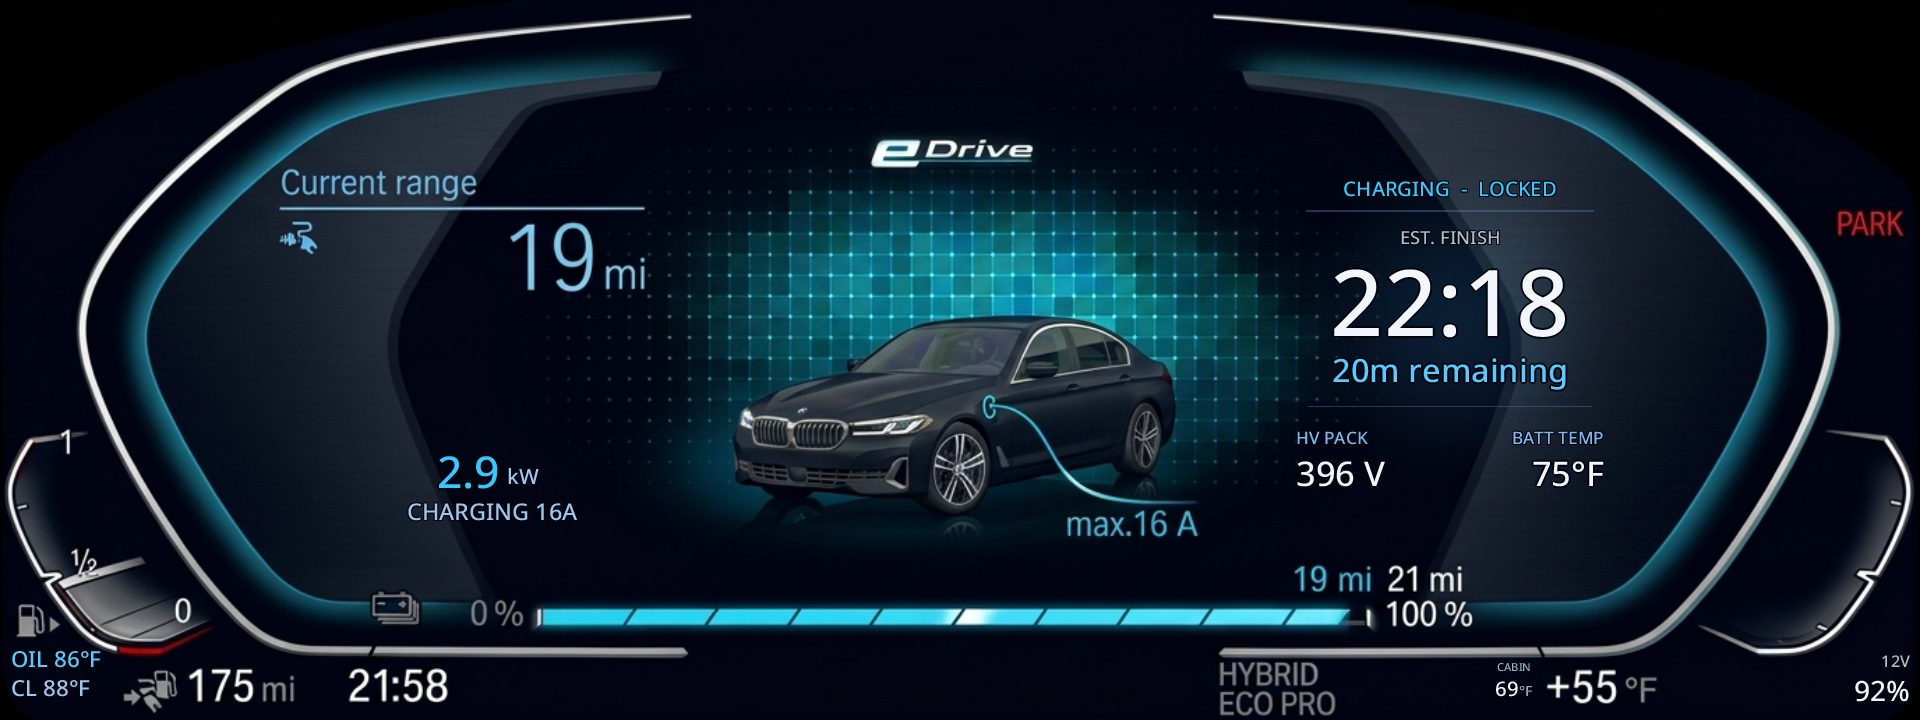 eDrive
Current range
19 mi
CHARGING - LOCKED
EST. FINISH
22:18
20m remaining
PARK
HV PACK
BATT TEMP
396 V
75°F
2.9 kW
CHARGING 16A
max.16 A
1
1/2
0
19 mi 21 mi
0 %
100 %
OIL 86°F
CL 88°F
175 mi
21:58
HYBRID
ECO PRO
CABIN
69°F
+55 °F
12V
92%